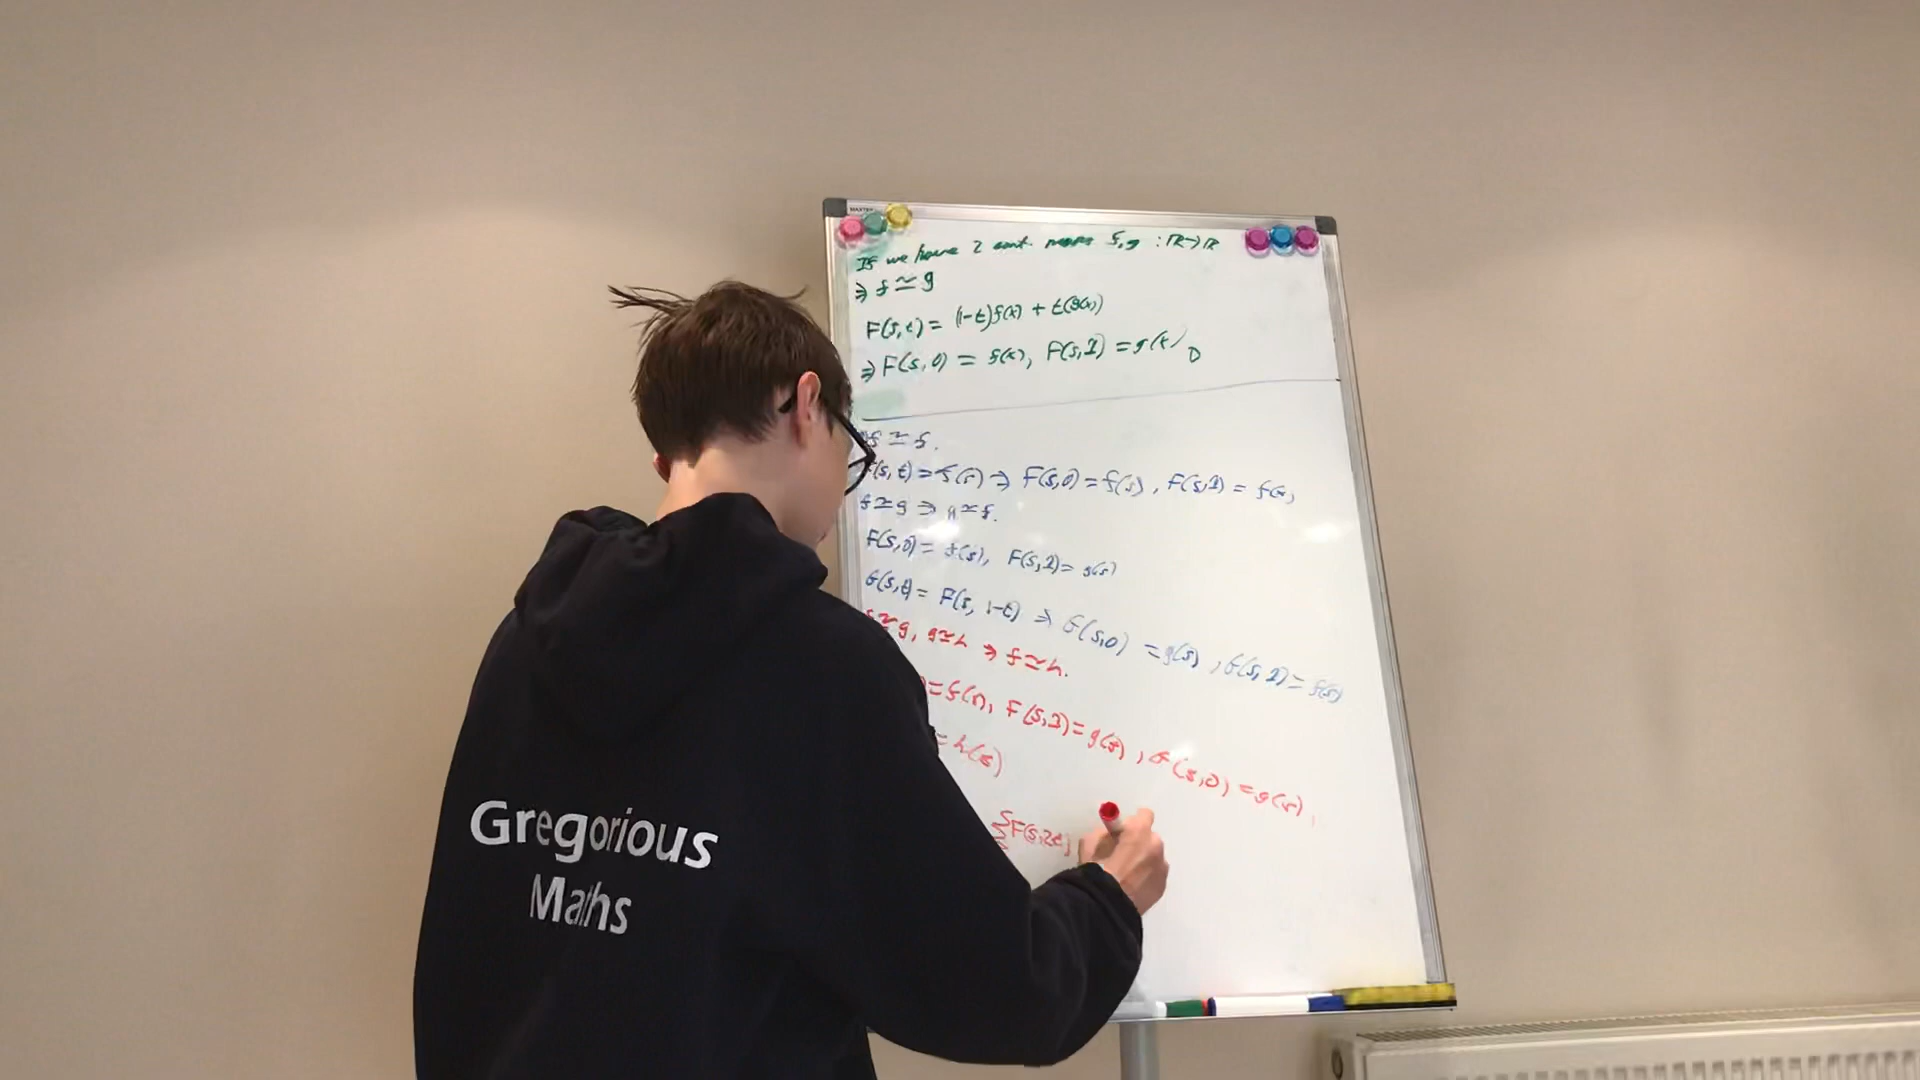 If we have 2 cont. maps f, g : ℝ→ℝ
⇒ f ≃ g
F(s,t) = (1-t)f(x) + t(g(x))
⇒ F(s,0) = f(x), F(s,1) = g(x)
f ≃ f.
F(s,t) = f(s) ⇒ F(s,0) = f(s), F(s,1) = f(s)
f ≃ g ⇒ g ≃ f.
F(s,0) = f(s), F(s,1) = g(s)
G(s,t) = F(s, 1-t) ⇒ G(s,0) = g(s), G(s,1) = f(s)
f ≃ g, g ≃ h ⇒ f ≃ h.
= f(s), F(s,1) = g(s), G(s,0) = g(s),
= h(s)
{F(s,2t),
Gregorious
Maths